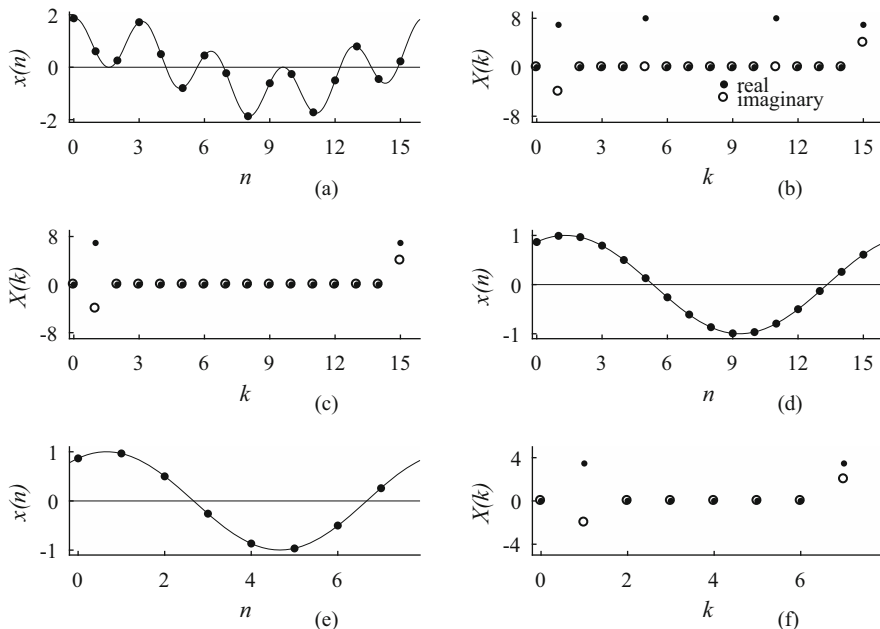 2
0
-2
x(n)
0 3 6 9 12 15
n
(a)
8
0
-8
X(k)
real
imaginary
0 3 6 9 12 15
k
(b)
8
0
-8
X(k)
0 3 6 9 12 15
k
(c)
1
0
-1
x(n)
0 3 6 9 12 15
n
(d)
1
0
-1
x(n)
0 2 4 6
n
(e)
4
0
-4
X(k)
0 2 4 6
k
(f)